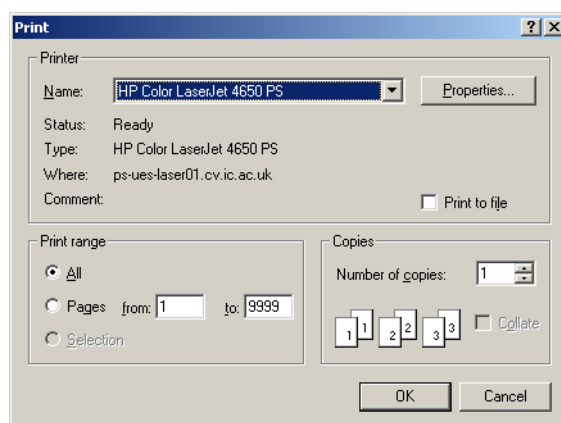 Print
Printer
Name: HP Color LaserJet 4650 PS Properties...
Status: Ready
Type: HP Color LaserJet 4650 PS
Where: ps-ues-laser01.cv.ic.ac.uk
Comment: Print to file
Print range
All
Pages from: 1 to: 9999
Selection
Copies
Number of copies: 1
1 1 2 2 3 3 Collate
OK Cancel